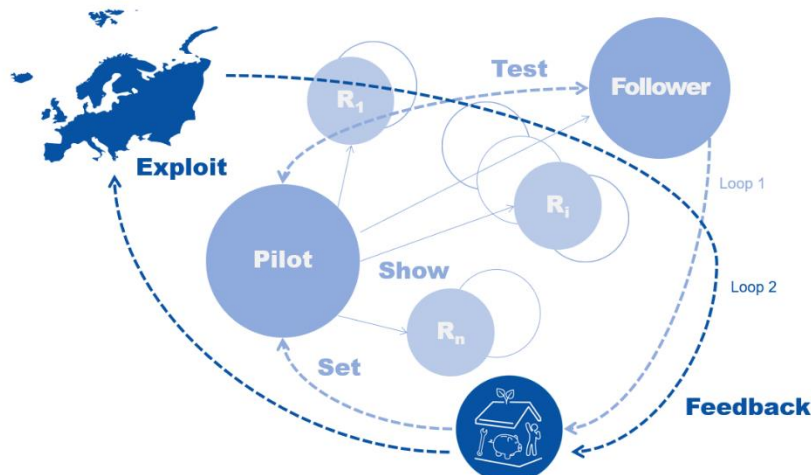 Test
Follower
R1
Exploit
Loop 1
Ri
Pilot
Show
Loop 2
Rn
Set
Feedback